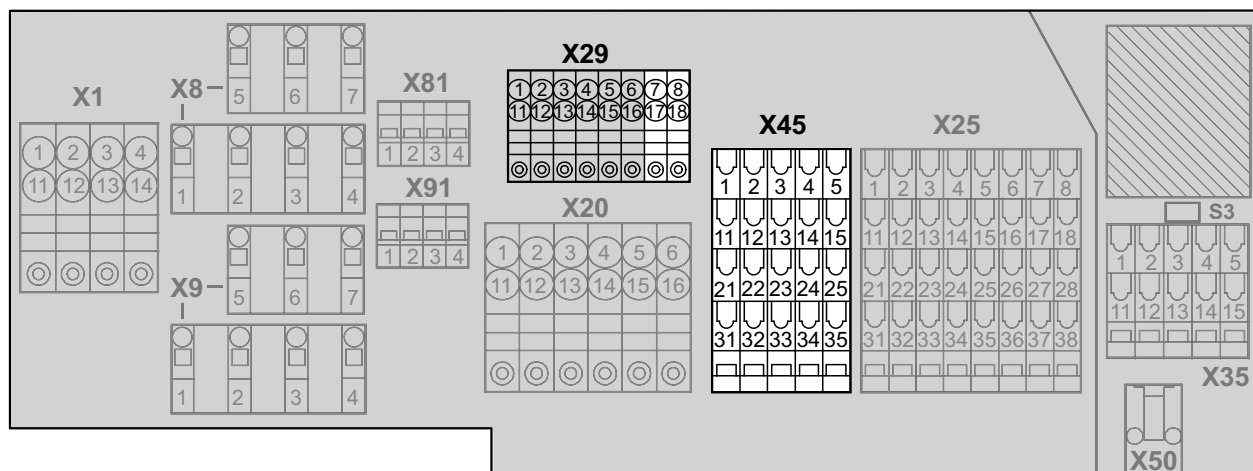 X1
1 2 3 4
11 12 13 14
X8
5 6 7
1 2 3 4
X9
5 6 7
1 2 3 4
X81
1 2 3 4
X91
1 2 3 4
X29
1 2 3 4 5 6 7 8
11 12 13 14 15 16 17 18
X20
1 2 3 4 5 6
11 12 13 14 15 16
X45
1 2 3 4 5
11 12 13 14 15
21 22 23 24 25
31 32 33 34 35
X25
1 2 3 4 5 6 7 8
11 12 13 14 15 16 17 18
21 22 23 24 25 26 27 28
31 32 33 34 35 36 37 38
S3
1 2 3 4 5
11 12 13 14 15
X35
X50